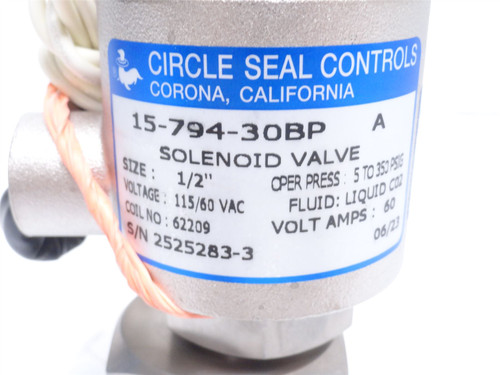 CIRCLE SEAL CONTROLS
CORONA, CALIFORNIA
15-794-30BP A
SOLENOID VALVE
SIZE: 1/2" OPER PRESS: 5 TO 350 PSIG
VOLTAGE: 115/60 VAC FLUID: LIQUID CO2
COIL NO: 62209 VOLT AMPS: 60
S/N 2525283-3 06/23